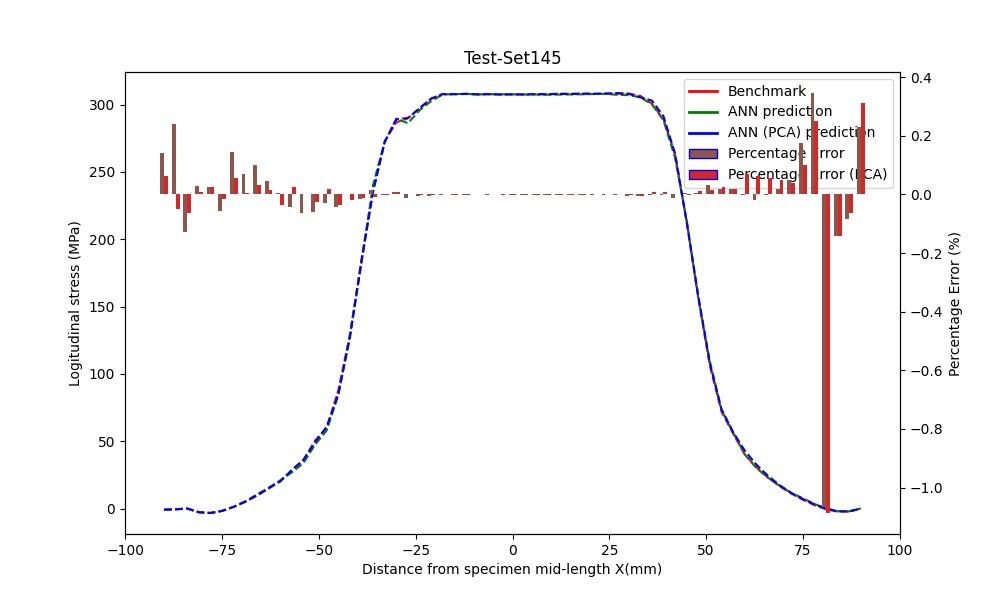 Test-Set145
Benchmark
ANN prediction
ANN (PCA) prediction
Percentage Error
Percentage Error (PCA)
300
250
200
150
100
50
0
Logitudinal stress (MPa)
0.4
0.2
0.0
−0.2
−0.4
−0.6
−0.8
−1.0
Percentage Error (%)
−100 −75 −50 −25 0 25 50 75 100
Distance from specimen mid-length X(mm)